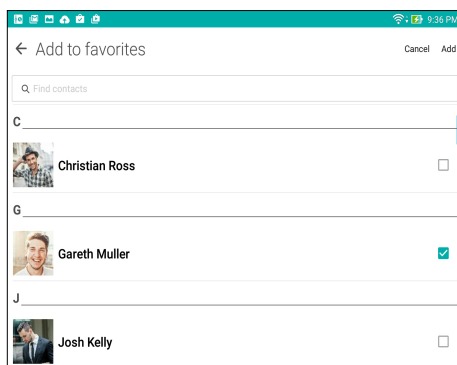 9:36 PM
Add to favorites
Cancel Add
Find contacts
C
Christian Ross
G
Gareth Muller
J
Josh Kelly